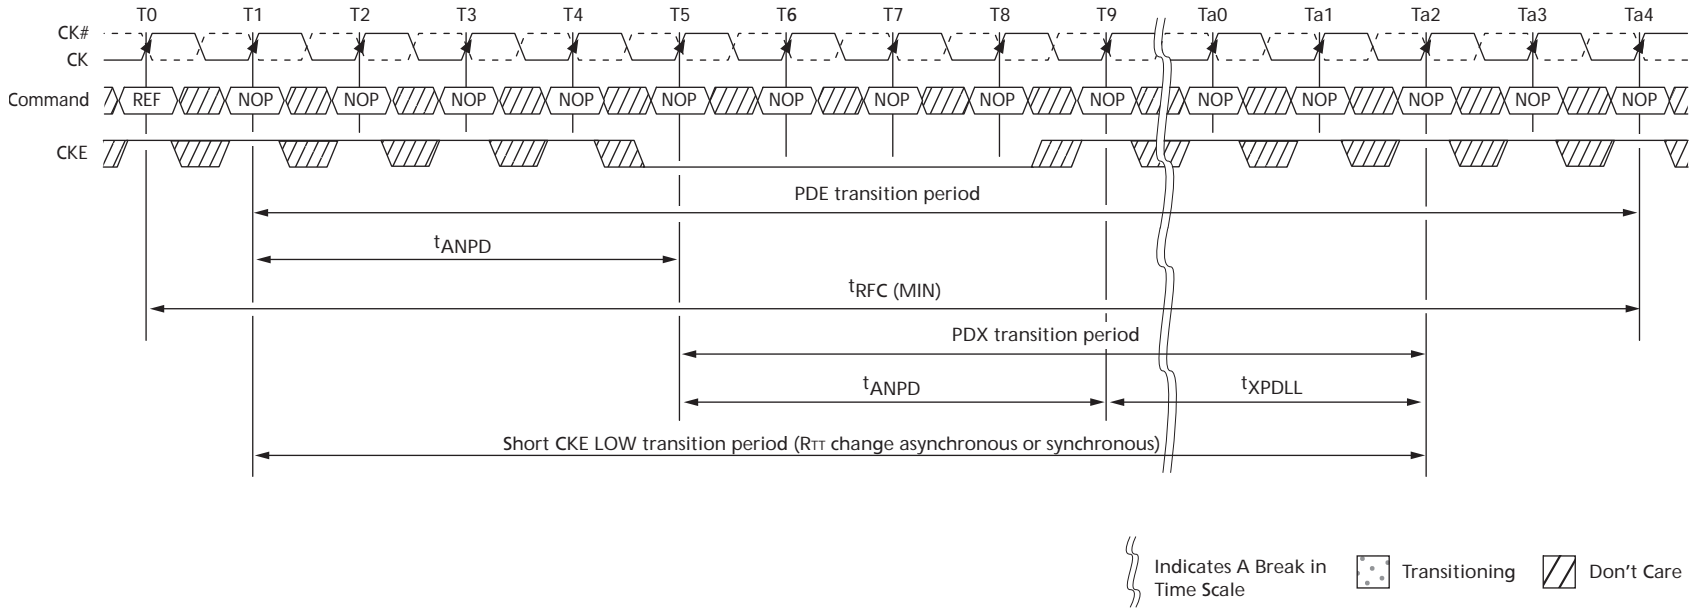 T0 T1 T2 T3 T4 T5 T6 T7 T8 T9 Ta0 Ta1 Ta2 Ta3 Ta4
CK#
CK
Command REF NOP NOP NOP NOP NOP NOP NOP NOP NOP NOP NOP NOP NOP NOP
CKE
PDE transition period
tANPD
tRFC (MIN)
PDX transition period
tANPD tXPDLL
Short CKE LOW transition period (RTT change asynchronous or synchronous)
Indicates A Break in
Time Scale
Transitioning
Don't Care